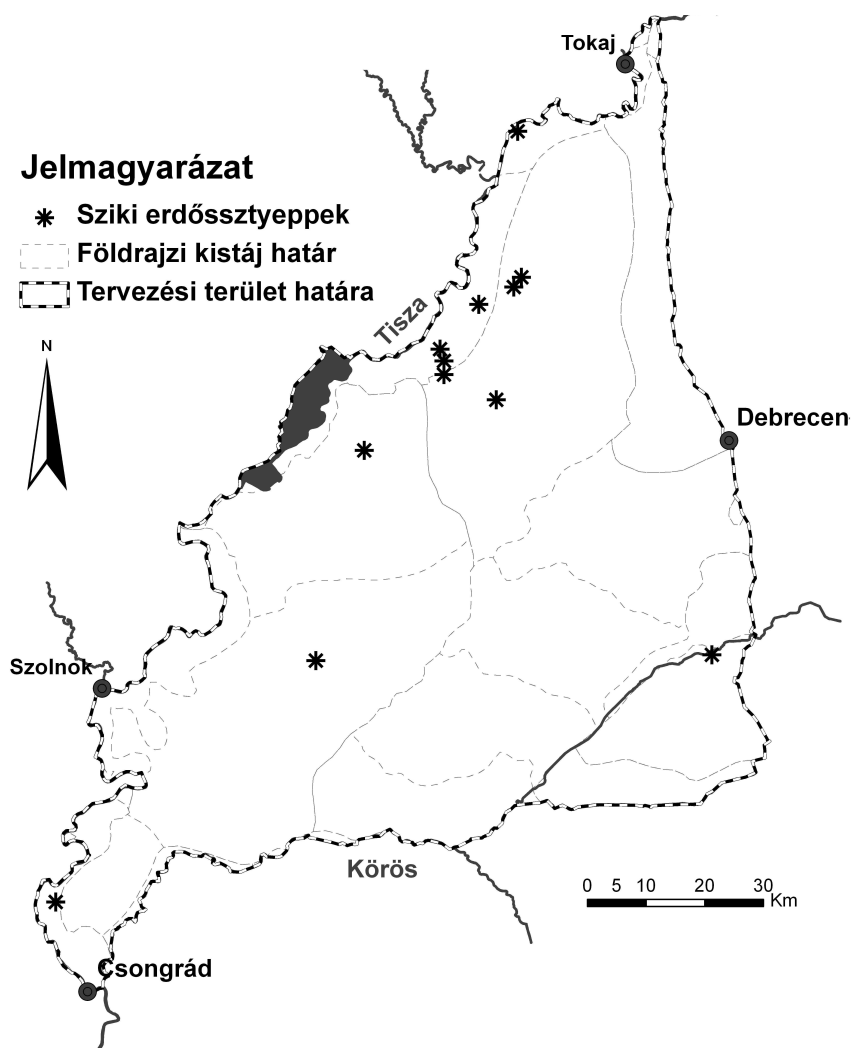 Tokaj
Jelmagyarázat
Sziki erdőssztyeppek
Földrajzi kistáj határ
Tervezési terület határa
Tisza
N
Debrecen
Szolnok
Körös
0 5 10 20 30
Km
Csongrád